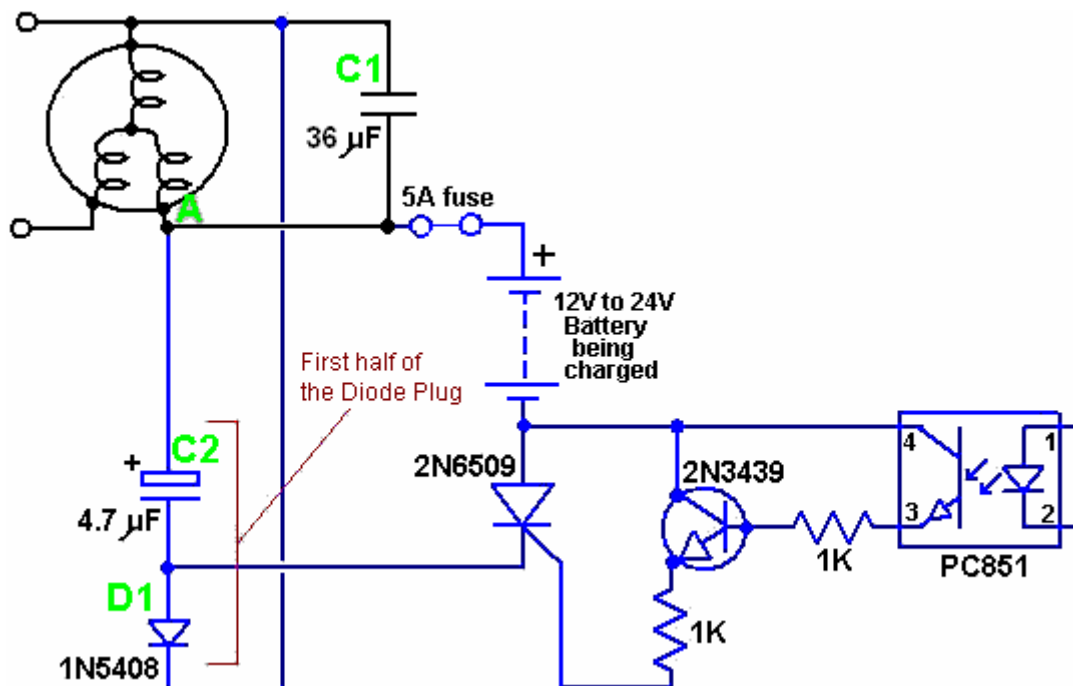 C1
36 µF
A
5A fuse
+
12V to 24V
Battery
being
charged
First half of
the Diode Plug
C2
+
4.7 µF
2N6509
2N3439
4
1
3
2
1K
PC851
D1
1K
1N5408